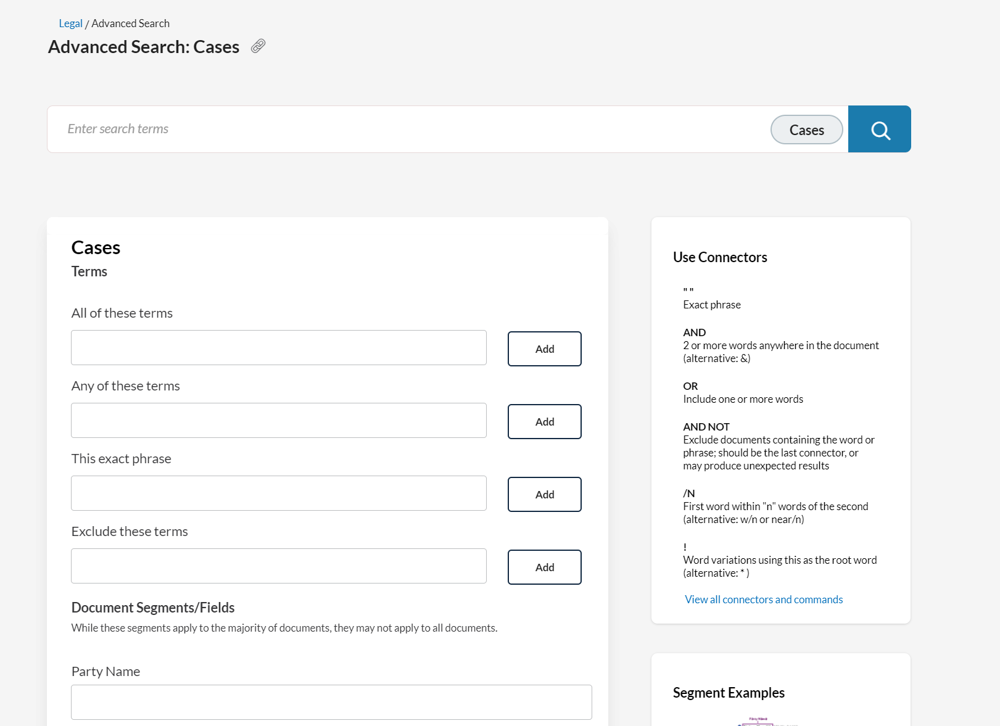 Legal / Advanced Search
Advanced Search: Cases
Enter search terms
Cases
Cases
Terms
All of these terms
Add
Any of these terms
Add
This exact phrase
Add
Exclude these terms
Add
Document Segments/Fields
While these segments apply to the majority of documents, they may not apply to all documents.
Party Name
Use Connectors
" "
Exact phrase
AND
2 or more words anywhere in the document
(alternative: &)
OR
Include one or more words
AND NOT
Exclude documents containing the word or
phrase; should be the last connector, or
may produce unexpected results
/N
First word within "n" words of the second
(alternative: w/n or near/n)
!
Word variations using this as the root word
(alternative: * )
View all connectors and commands
Segment Examples
Party Name